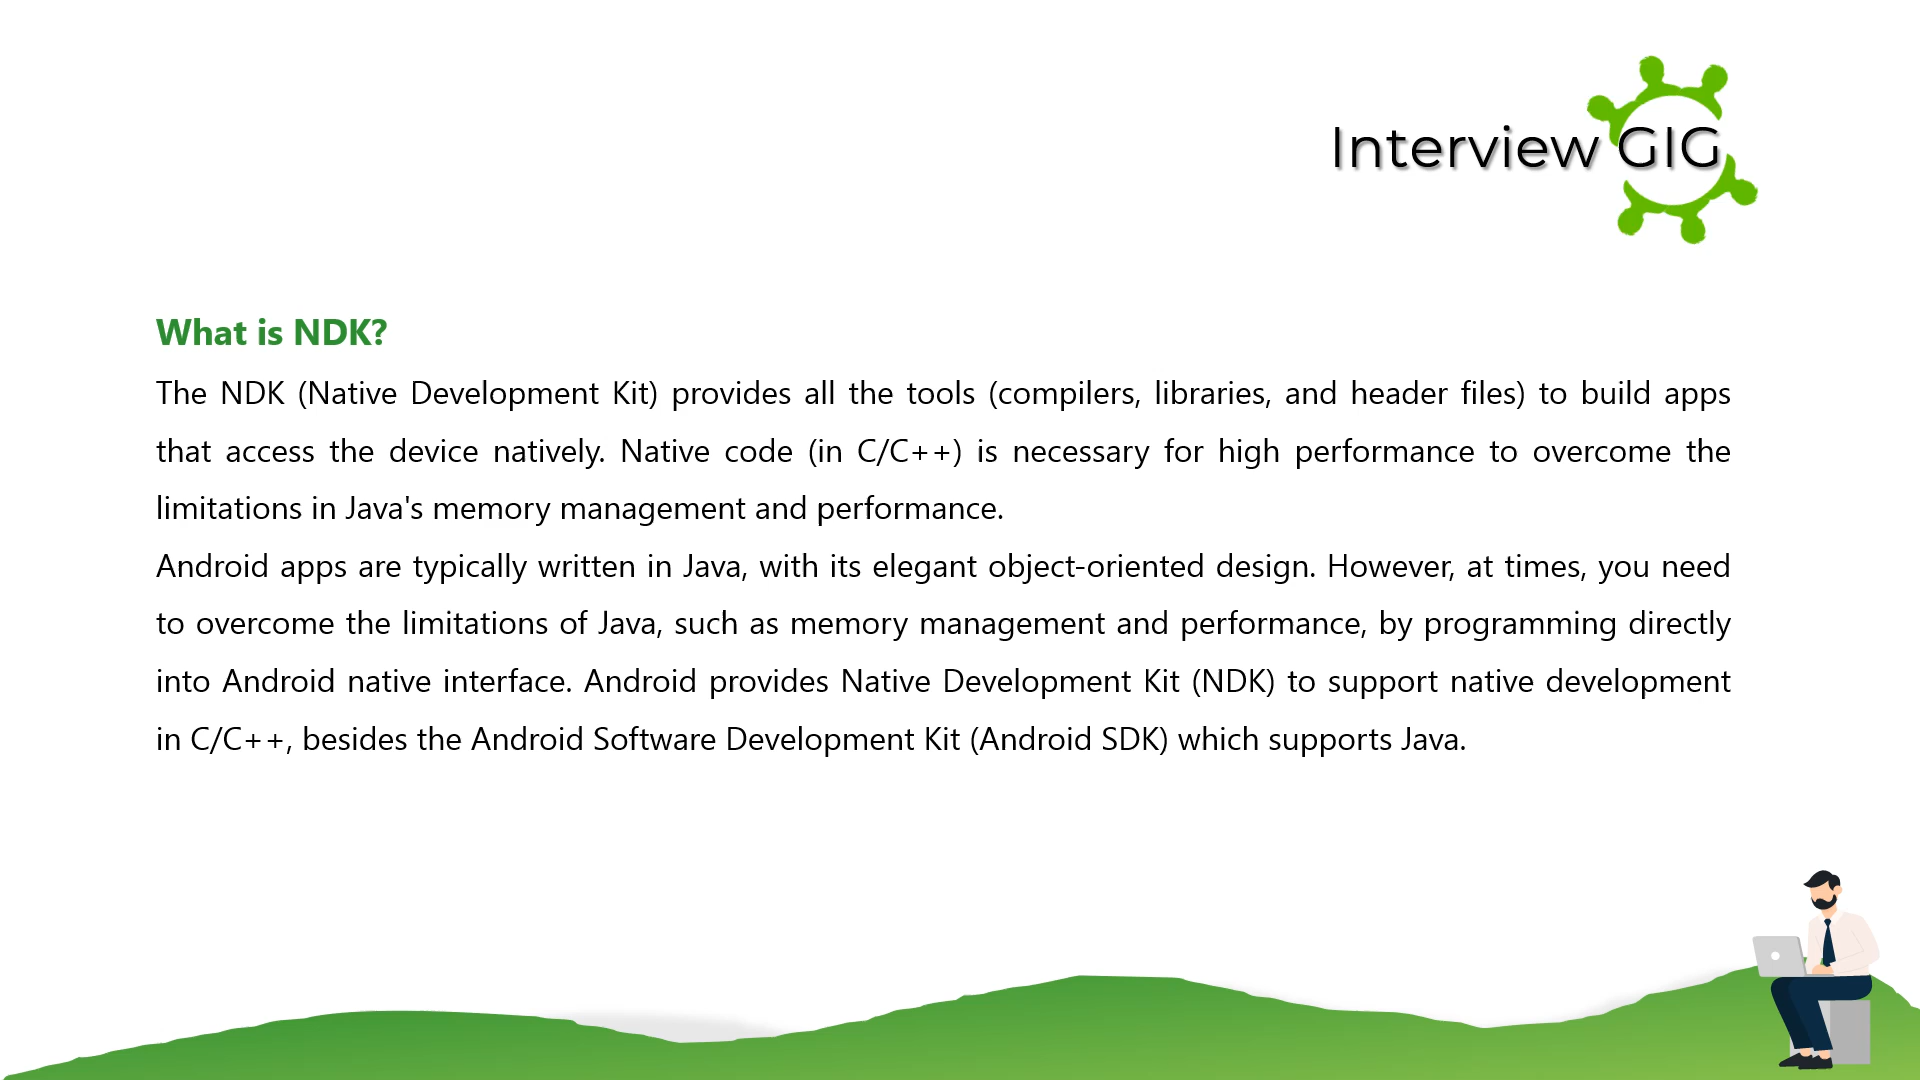 Interview GIG
What is NDK?
The NDK (Native Development Kit) provides all the tools (compilers, libraries, and header files) to build apps
that access the device natively. Native code (in C/C++) is necessary for high performance to overcome the
limitations in Java's memory management and performance.
Android apps are typically written in Java, with its elegant object-oriented design. However, at times, you need
to overcome the limitations of Java, such as memory management and performance, by programming directly
into Android native interface. Android provides Native Development Kit (NDK) to support native development
in C/C++, besides the Android Software Development Kit (Android SDK) which supports Java.